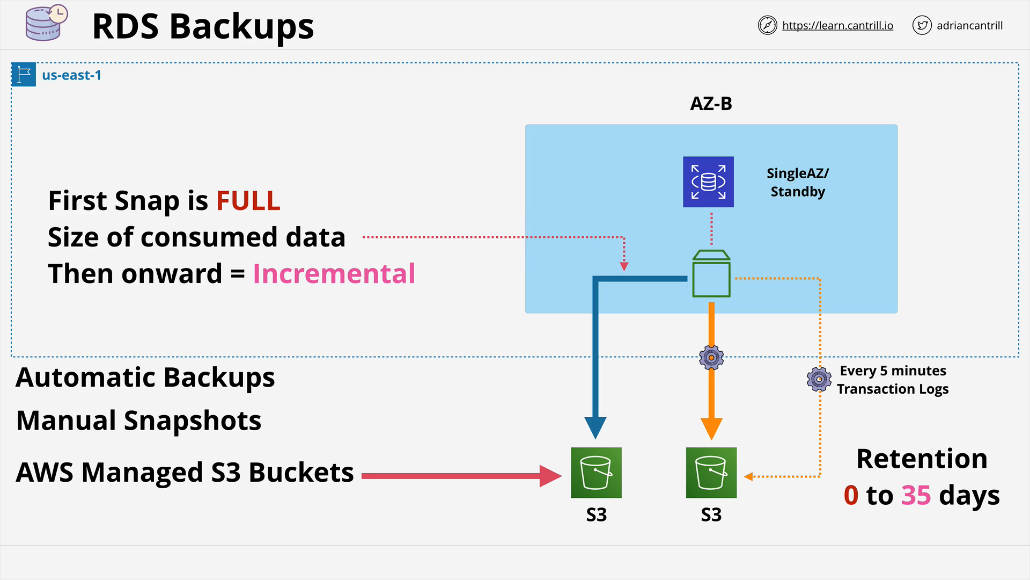 RDS Backups
https://learn.cantrill.io
adriancantrill
us-east-1
AZ-B
SingleAZ/
Standby
First Snap is FULL
Size of consumed data
Then onward = Incremental
Automatic Backups
Manual Snapshots
AWS Managed S3 Buckets
Every 5 minutes
Transaction Logs
Retention
0 to 35 days
S3
S3